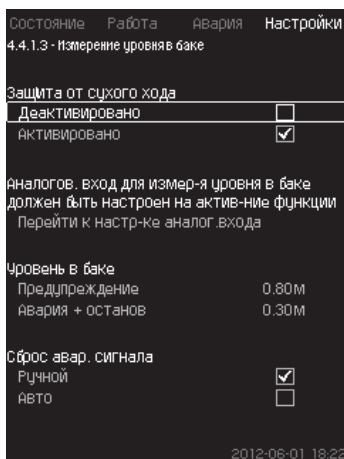 Состояние Работа Авария Настройки
4.4.1.3 - Измерение уровня в баке
Защита от сухого хода
Деактивировано
Активировано
Аналогов. вход для измер-я уровня в баке
должен быть настроен на актив-ние функции
Перейти к настр-ке аналог.входа
Уровень в баке
Предупреждение 0.80м
Авария + останов 0.30м
Сброс авар. сигнала
Ручной
Авто
2012-06-01 18:22